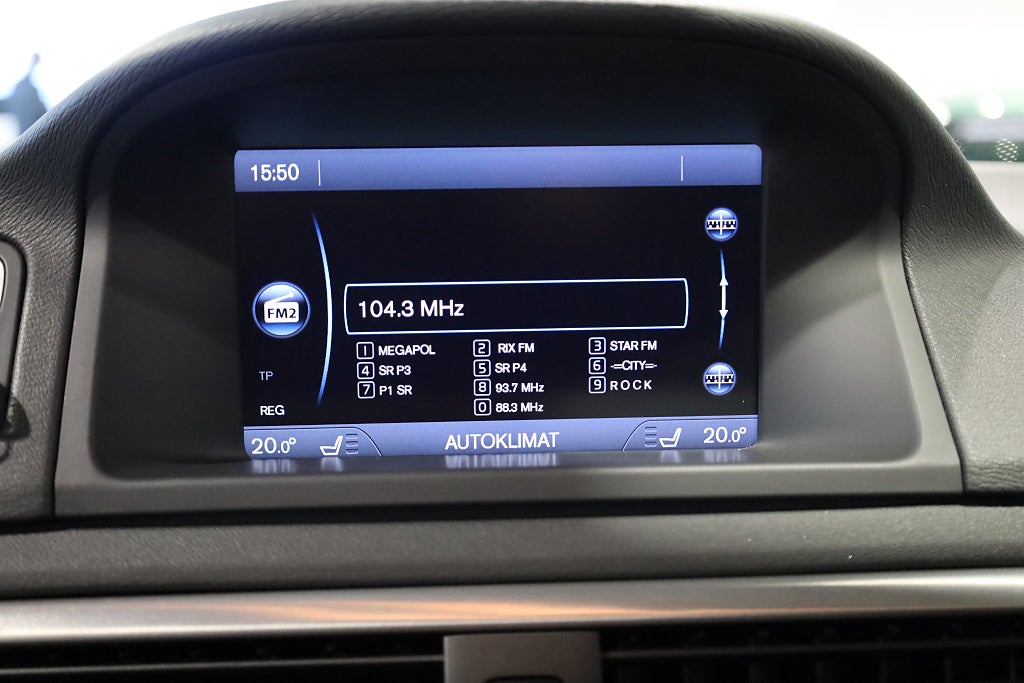 15:50
104.3 MHz
FM2
1 MEGAPOL 2 RIX FM 3 STAR FM
4 SR P3 5 SR P4 6 -=CITY=-
7 P1 SR 8 93.7 MHz 9 ROCK
0 88.3 MHz
TP
REG
20.0° AUTOKLIMAT 20.0°